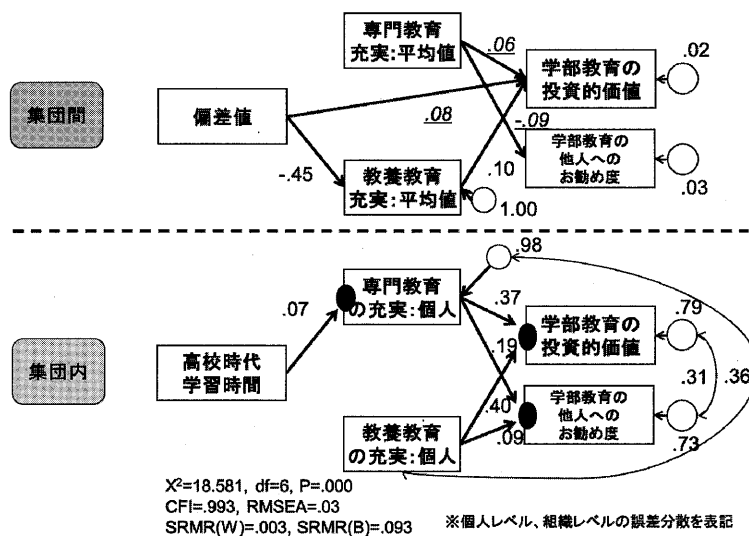 専門教育
充実:平均値
.06
.02
学部教育の
投資的価値
集団間
偏差値
.08
-.09
学部教育の
他人への
お勧め度
-.45
.10
教養教育
充実:平均値
.03
1.00
.98
専門教育
の充実:個人
.07
.37
.79
学部教育の
投資的価値
.19
集団内
高校時代
学習時間
.31
.36
.40
学部教育の
他人への
お勧め度
教養教育
の充実:個人
.09
.73
X²=18.581, df=6, P=.000
CFI=.993, RMSEA=.03
SRMR(W)=.003, SRMR(B)=.093
※個人レベル、組織レベルの誤差分散を表記